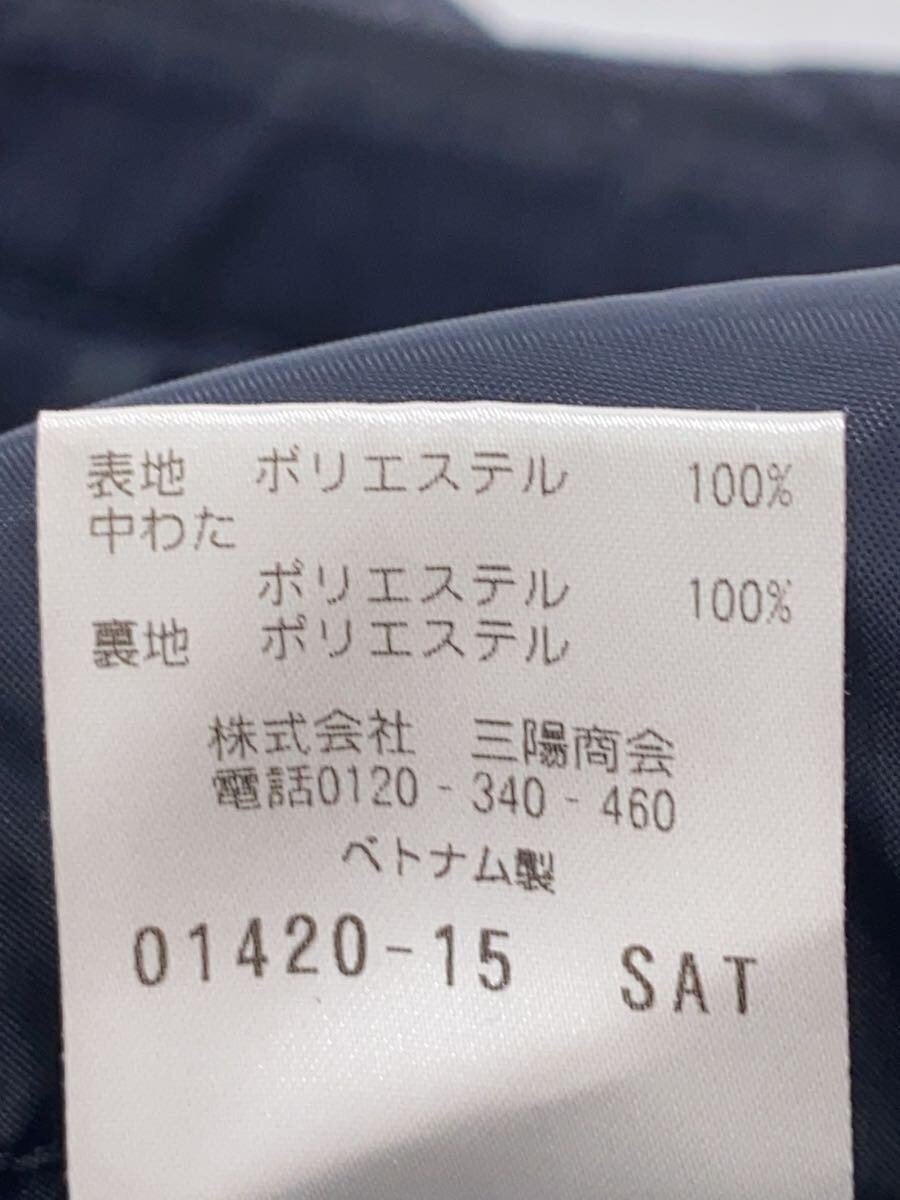 表地 ポリエステル 100%
中わた
ポリエステル 100%
裏地 ポリエステル
株式会社 三陽商会
電話0120-340-460
ベトナム製
01420-15 SAT